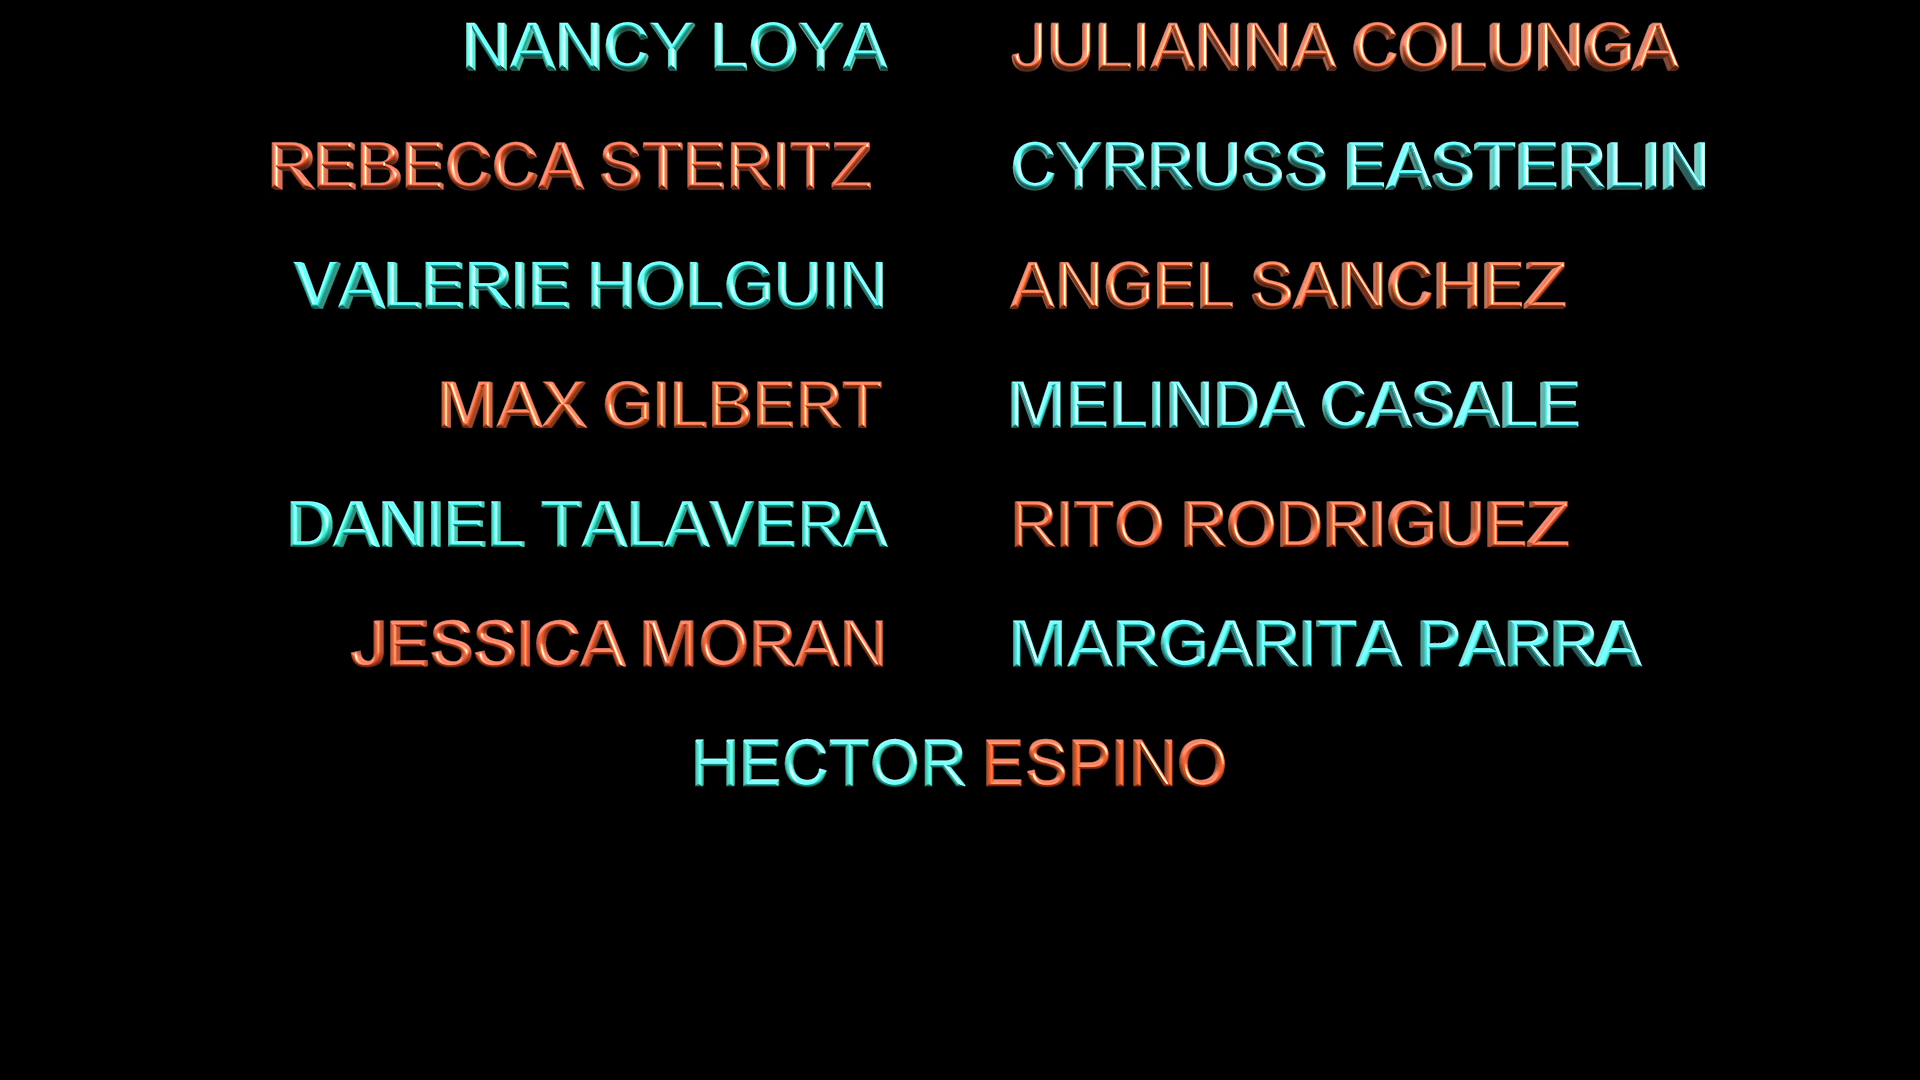 NANCY LOYA JULIANNA COLUNGA
REBECCA STERITZ CYRRUSS EASTERLIN
VALERIE HOLGUIN ANGEL SANCHEZ
MAX GILBERT MELINDA CASALE
DANIEL TALAVERA RITO RODRIGUEZ
JESSICA MORAN MARGARITA PARRA
HECTOR ESPINO